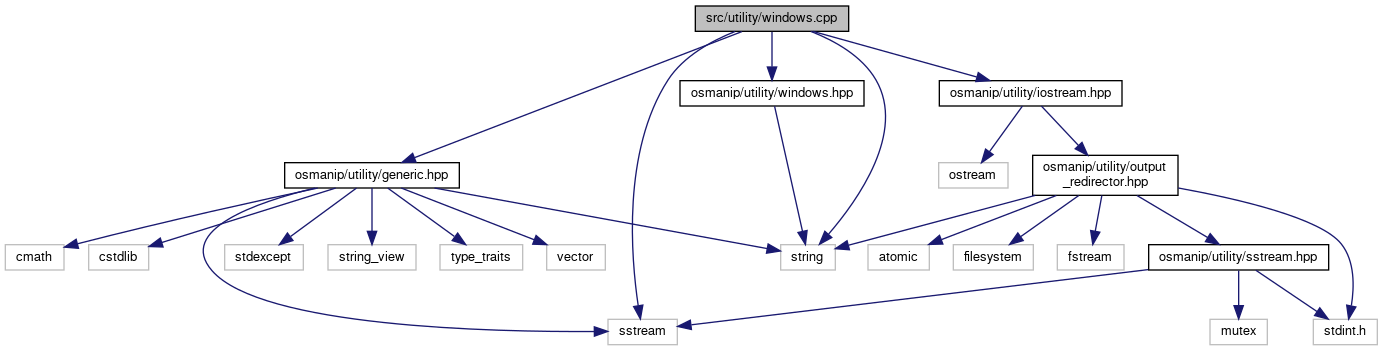 src/utility/windows.cpp
osmanip/utility/windows.hpp
osmanip/utility/iostream.hpp
osmanip/utility/generic.hpp
ostream
osmanip/utility/output
_redirector.hpp
cmath
cstdlib
stdexcept
string_view
type_traits
vector
string
atomic
filesystem
fstream
osmanip/utility/sstream.hpp
sstream
mutex
stdint.h